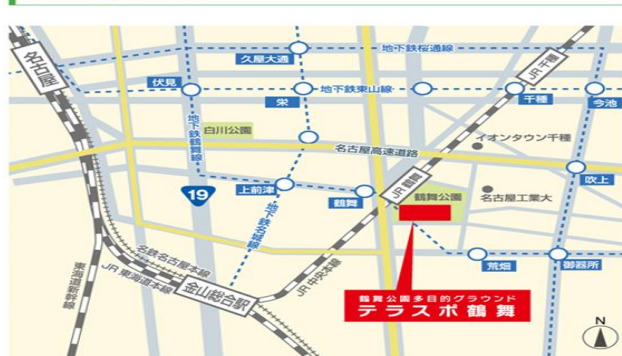 地下鉄桜通線
久屋大通
JR千種
名古屋
伏見
地下鉄東山線
栄
千種
今池
白川公園
地下鉄鶴舞線
イオンタウン千種
名古屋高速道路
JR鶴舞
吹上
19
上前津
鶴舞
鶴舞公園
名古屋工業大
地下鉄名城線
名鉄名古屋本線
JR東海道本線
東海道新幹線
JR中央本線
荒畑
御器所
金山総合駅
鶴舞公園多目的グラウンド
テラスポ鶴舞
N